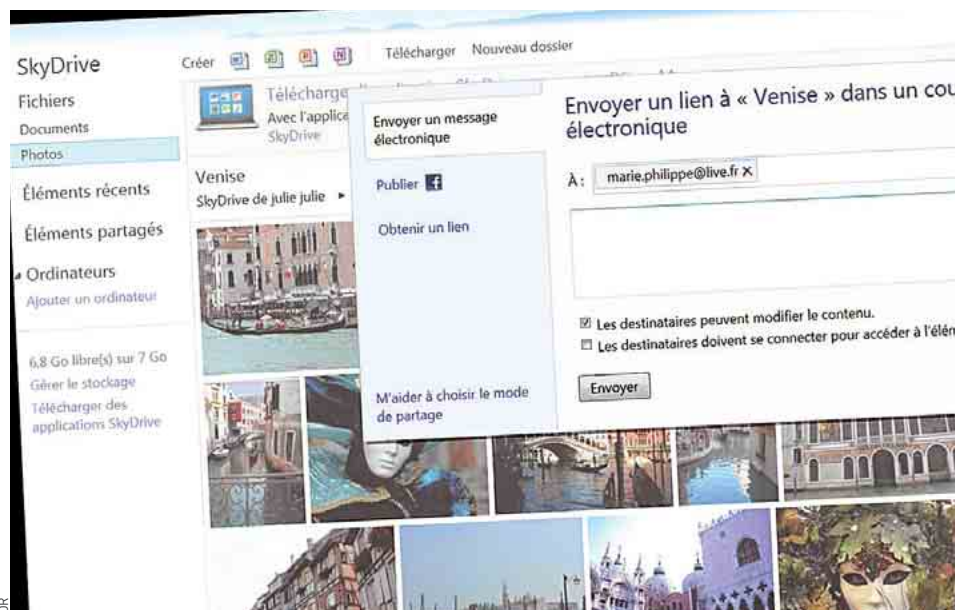 SkyDrive
Fichiers
Documents
Photos
Éléments récents
Éléments partagés
Ordinateurs
Ajouter un ordinateur
6,8 Go libre(s) sur 7 Go
Gérer le stockage
Télécharger des
applications SkyDrive
Créer
Télécharger Nouveau dossier
Télécharge
Avec l'applica
SkyDrive
Venise
SkyDrive de julie julie
Envoyer un message
électronique
Publier
Obtenir un lien
M'aider à choisir le mode
de partage
Envoyer un lien à « Venise » dans un cou
électronique
À : marie.philippe@live.fr x
Les destinataires peuvent modifier le contenu.
Les destinataires doivent se connecter pour accéder à l'élém
Envoyer
DR